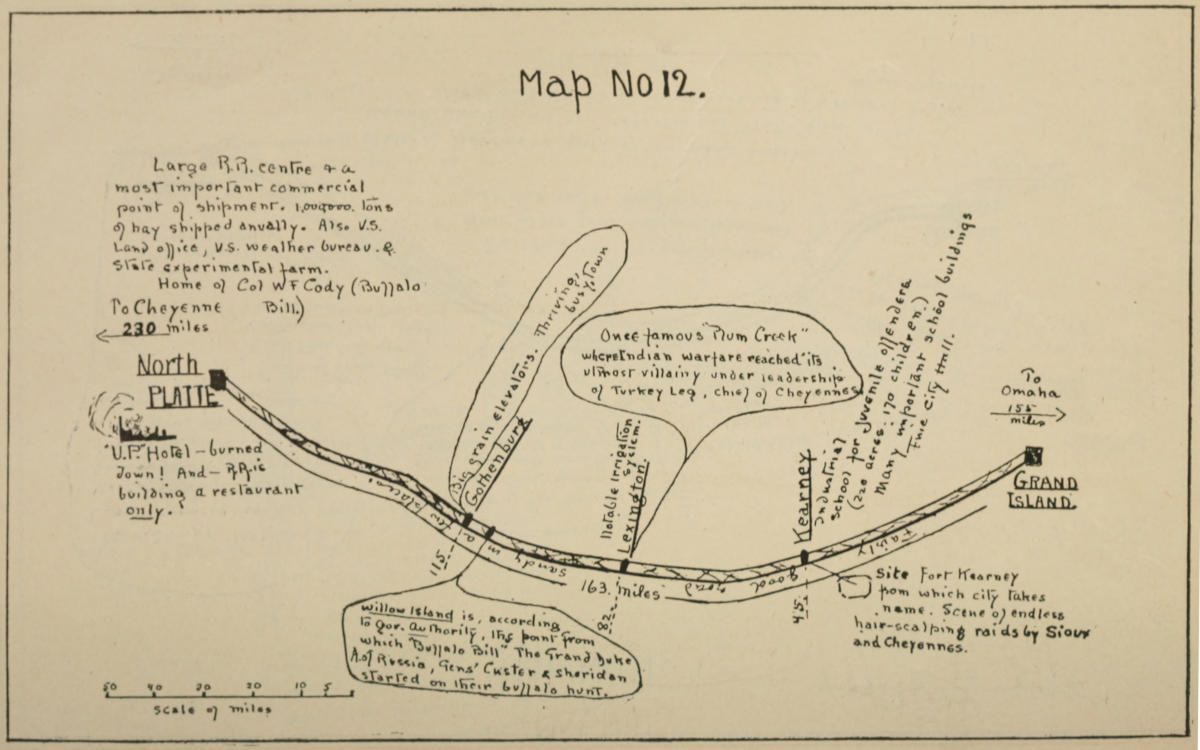 Map No 12.
Large R.R. centre & a
most important commercial
point of shipment. 1,000,000. tons
of hay shipped anually. Also U.S.
Land office, U.S. weather bureau. &
State experimental farm.
Home of Col WF Cody (Buffalo
Bill.)
To Cheyenne
230 miles
North
PLATTE
"U.P." Hotel – burned
down! And – R.R. is
building a restaurant
only.
Big grain elevators. Thriving,
busy, town
Gothenburg
115
Once famous "Plum Creek"
where Indian warfare reached its
utmost villainy under leadership
of Turkey Leg, chief of Cheyennes
Notable Irrigation
System.
Lexington.
82
Kearney
Industrial
School for juvenile offenders
(220 acres: 170 children.)
Many important school buildings
Fine City Hall.
45
To
Omaha
155
miles
GRAND
ISLAND.
Fairly
good
road
sandy
in a
few places
163. miles
Site Fort Kearney
from which city takes
name. Scene of endless
hair-scalping raids by Sioux
and Cheyennes.
Willow Island is, according
to gov. authority, the point from
which "Buffalo Bill" The Grand Duke
A. of Russia, Gens' Custer & Sheridan
started on their buffalo hunt.
50 40 30 20 10 5
Scale of miles